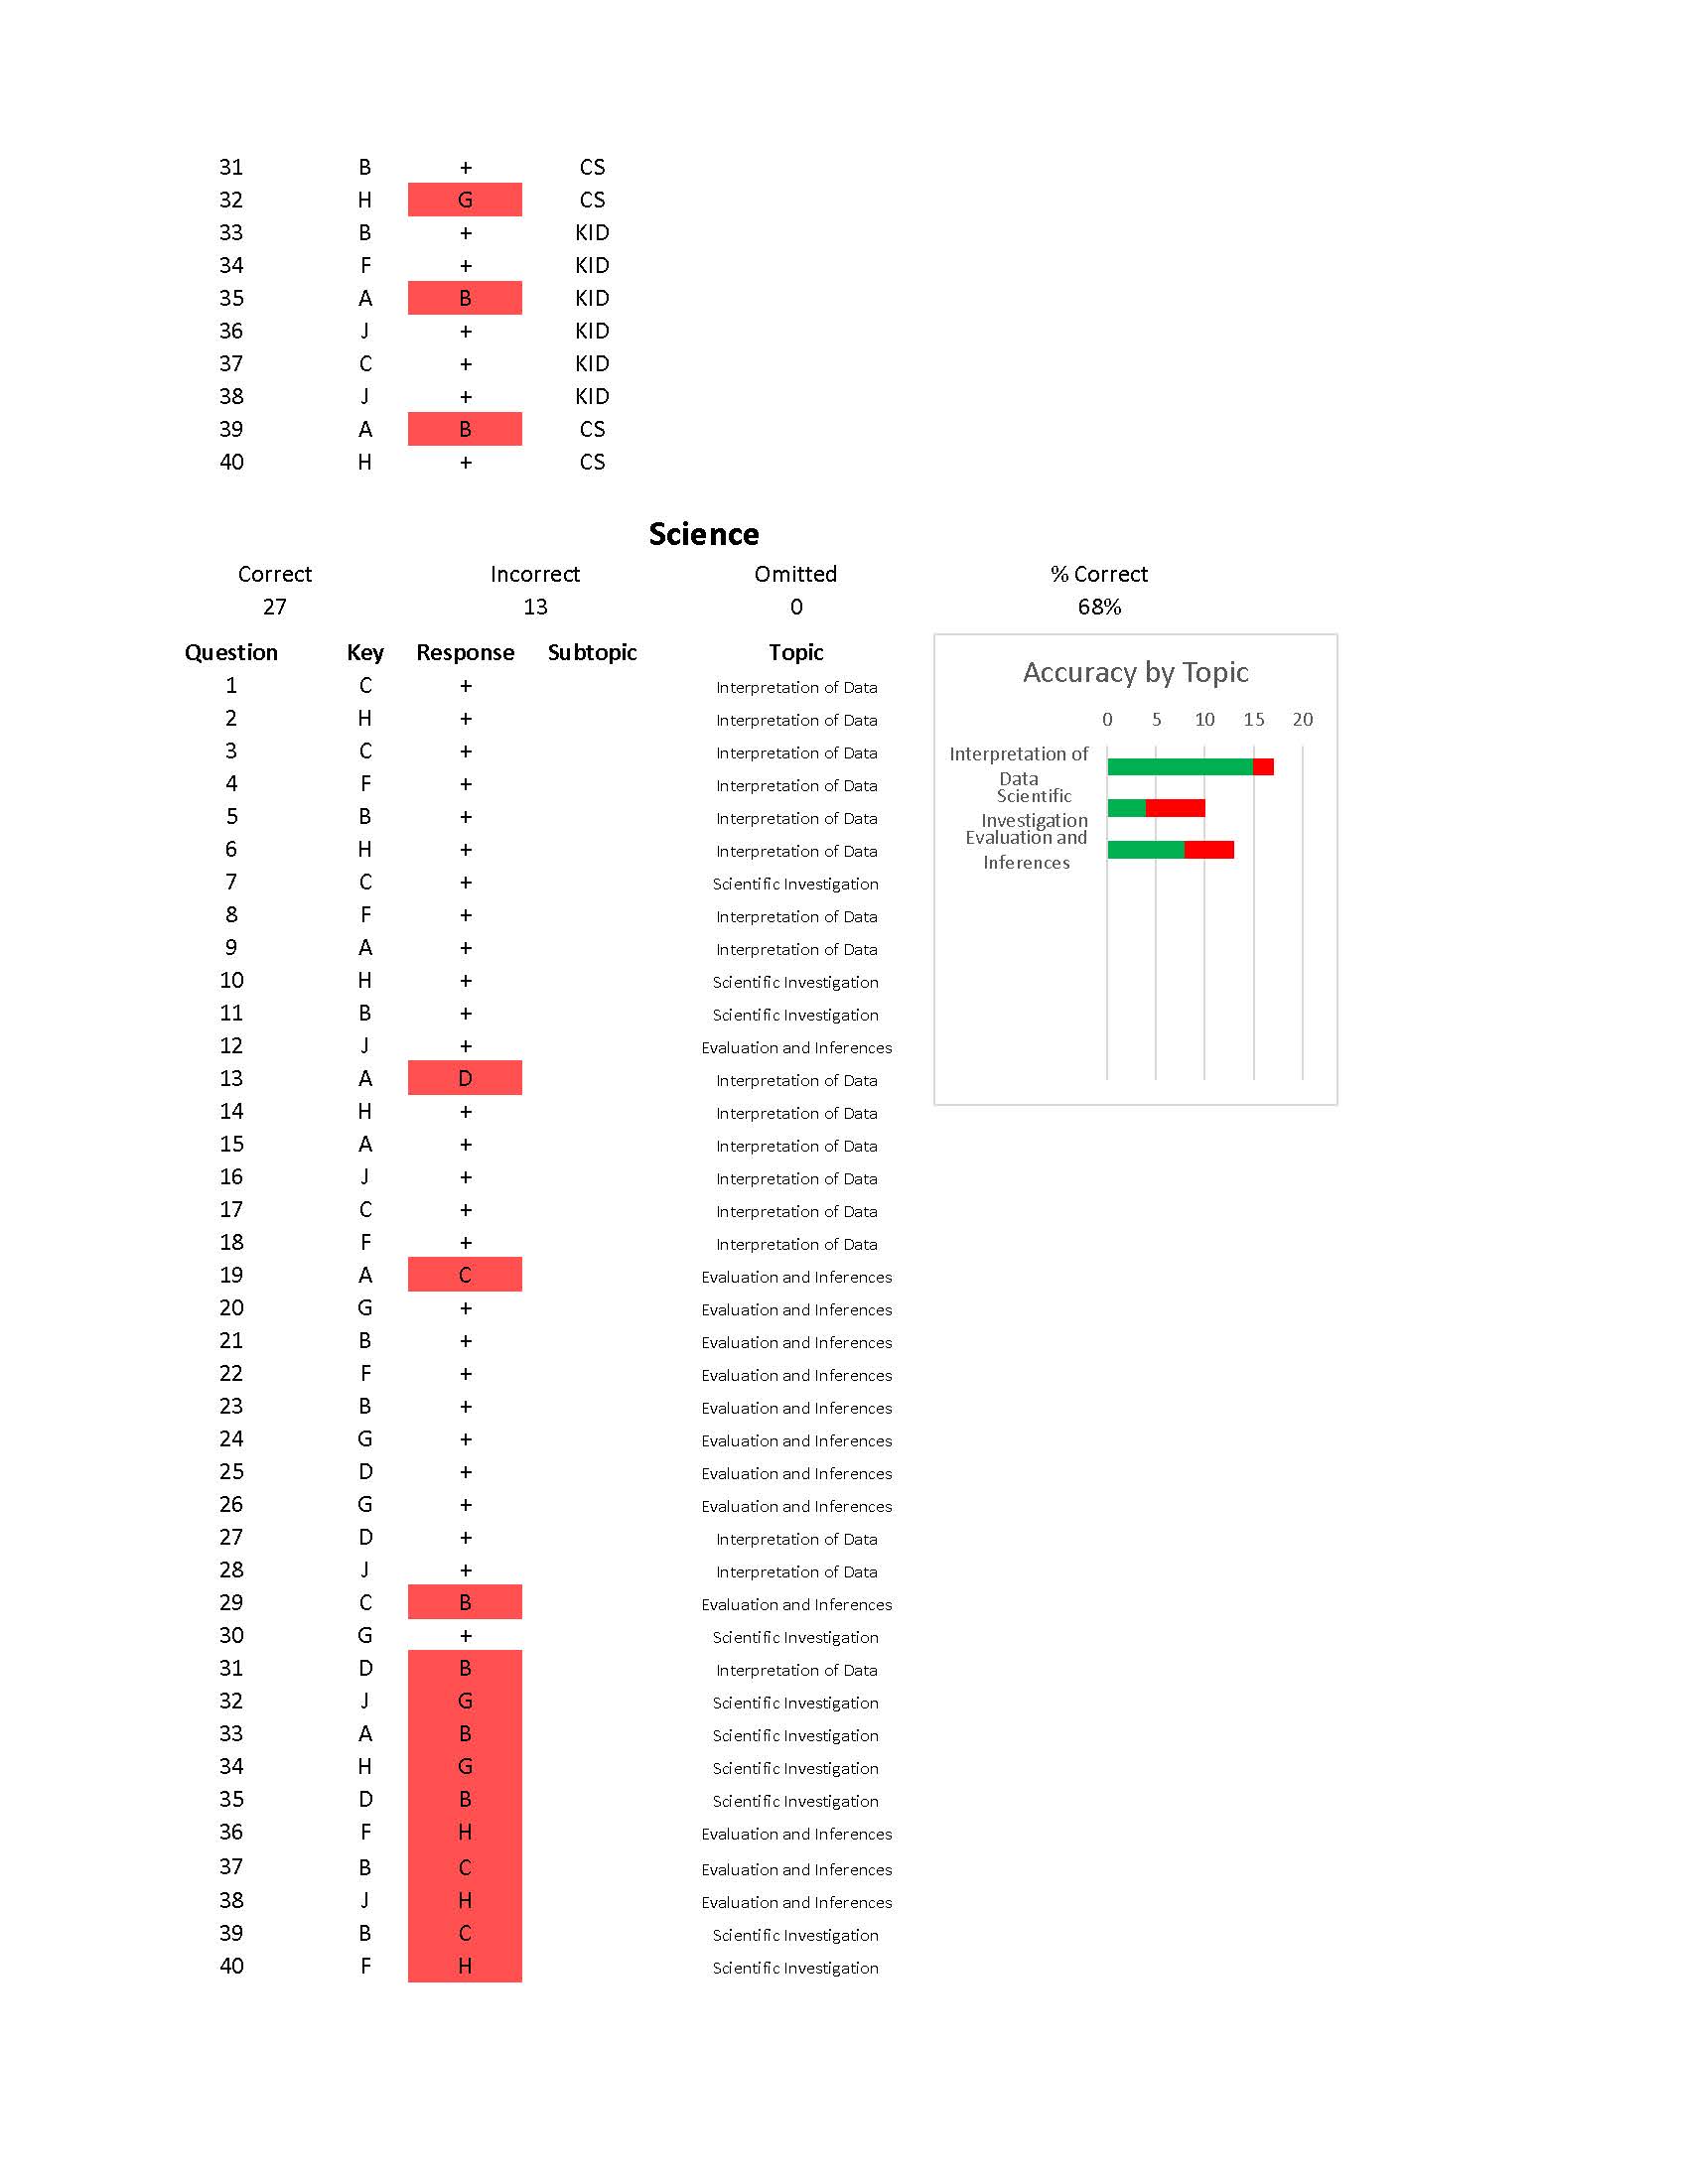 31 B + CS
32 H G CS
33 B + KID
34 F + KID
35 A B KID
36 J + KID
37 C + KID
38 J + KID
39 A B CS
40 H + CS
Science
Correct Incorrect Omitted % Correct
27 13 0 68%
Question Key Response Subtopic Topic
1 C + Interpretation of Data
2 H + Interpretation of Data
3 C + Interpretation of Data
4 F + Interpretation of Data
5 B + Interpretation of Data
6 H + Interpretation of Data
7 C + Scientific Investigation
8 F + Interpretation of Data
9 A + Interpretation of Data
10 H + Scientific Investigation
11 B + Scientific Investigation
12 J + Evaluation and Inferences
13 A D Interpretation of Data
14 H + Interpretation of Data
15 A + Interpretation of Data
16 J + Interpretation of Data
17 C + Interpretation of Data
18 F + Interpretation of Data
19 A C Evaluation and Inferences
20 G + Evaluation and Inferences
21 B + Evaluation and Inferences
22 F + Evaluation and Inferences
23 B + Evaluation and Inferences
24 G + Evaluation and Inferences
25 D + Evaluation and Inferences
26 G + Evaluation and Inferences
27 D + Interpretation of Data
28 J + Interpretation of Data
29 C B Evaluation and Inferences
30 G + Scientific Investigation
31 D B Interpretation of Data
32 J G Scientific Investigation
33 A B Scientific Investigation
34 H G Scientific Investigation
35 D B Scientific Investigation
36 F H Evaluation and Inferences
37 B C Evaluation and Inferences
38 J H Evaluation and Inferences
39 B C Scientific Investigation
40 F H Scientific Investigation
Accuracy by Topic
0 5 10 15 20
Interpretation of
Data
Scientific
Investigation
Evaluation and
Inferences